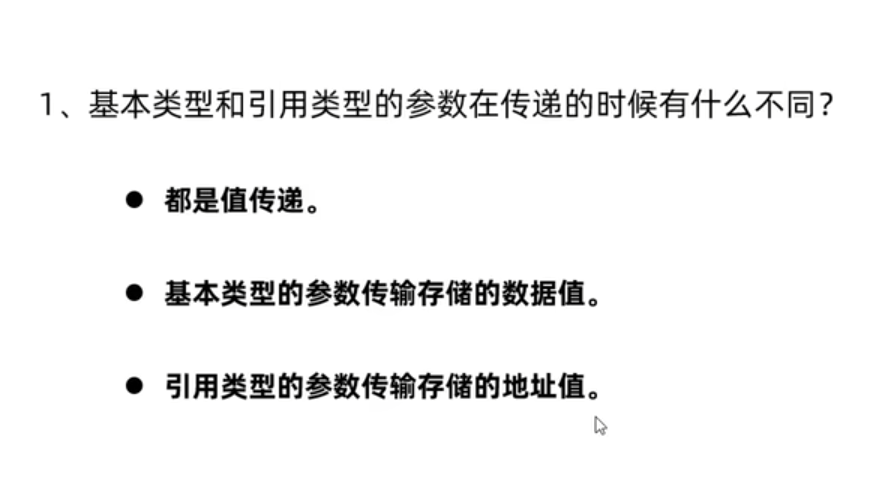 1、基本类型和引用类型的参数在传递的时候有什么不同？
● 都是值传递。
● 基本类型的参数传输存储的数据值。
● 引用类型的参数传输存储的地址值。